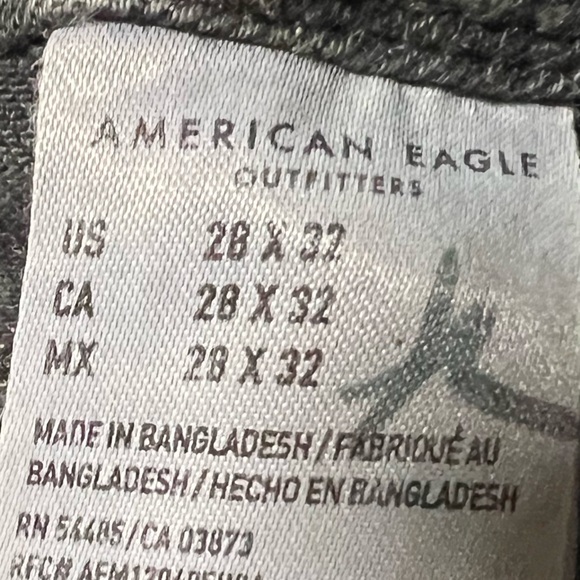 AMERICAN EAGLE
OUTFITTERS
US 28 X 32
CA 28 X 32
MX 28 X 32
MADE IN BANGLADESH / FABRIQUÉ AU
BANGLADESH / HECHO EN BANGLADESH
RN 54485 / CA 03873
RFC#